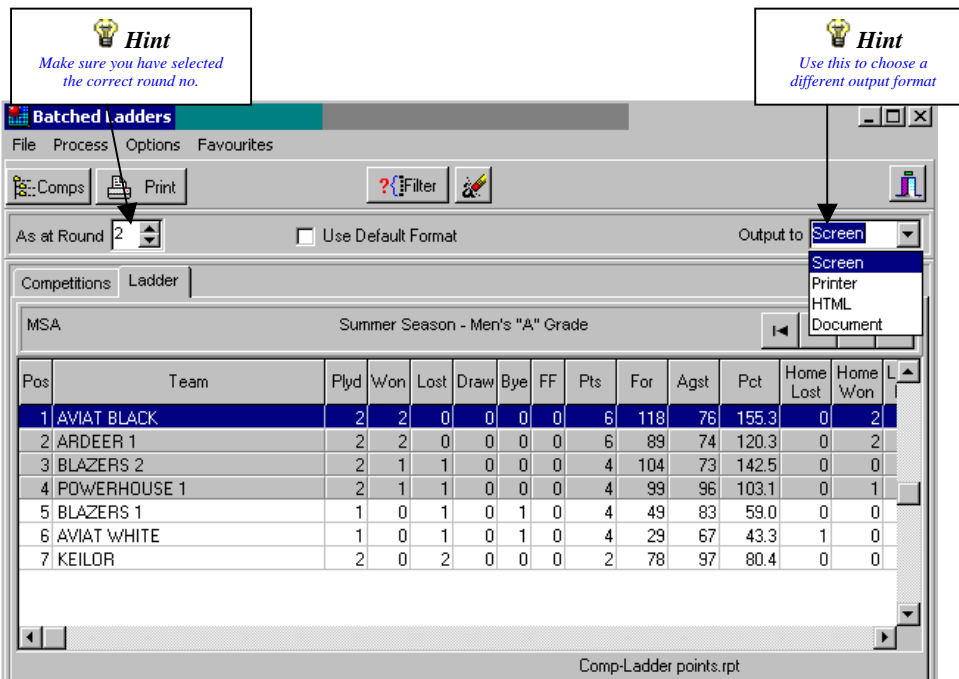 Hint
Make sure you have selected
the correct round no.
Hint
Use this to choose a
different output format
Batched Ladders
File Process Options Favourites
Comps Print ?{ Filter
As at Round 2 Use Default Format Output to Screen
Screen
Printer
HTML
Document
Competitions Ladder
MSA Summer Season - Men's "A" Grade
Pos Team Plyd Won Lost Draw Bye FF Pts For Agst Pct Home Lost Home Won L
1 AVIAT BLACK 2 2 0 0 0 0 6 118 76 155.3 0 2
2 ARDEER 1 2 2 0 0 0 0 6 89 74 120.3 0 2
3 BLAZERS 2 2 1 1 0 0 0 4 104 73 142.5 0 0
4 POWERHOUSE 1 2 1 1 0 0 0 4 99 96 103.1 0 1
5 BLAZERS 1 1 0 1 0 1 0 4 49 83 59.0 0 0
6 AVIAT WHITE 1 0 1 0 1 0 4 29 67 43.3 1 0
7 KEILOR 2 0 2 0 0 0 2 78 97 80.4 0 0
Comp-Ladder points.rpt